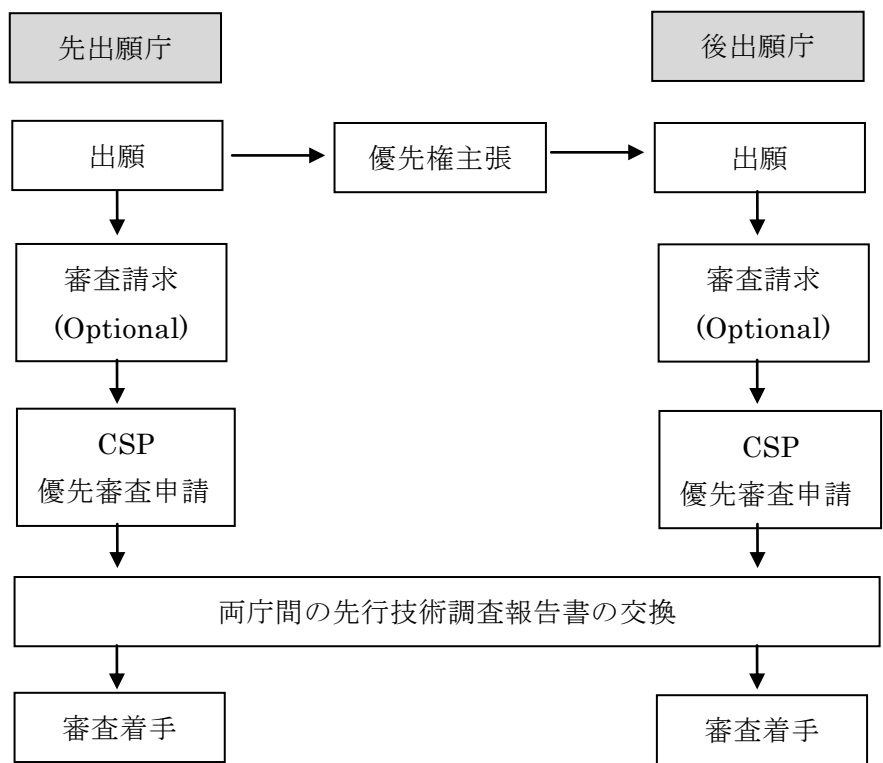 先出願庁
後出願庁
出願
優先権主張
出願
審査請求
(Optional)
審査請求
(Optional)
CSP
優先審査申請
CSP
優先審査申請
両庁間の先行技術調査報告書の交換
審査着手
審査着手